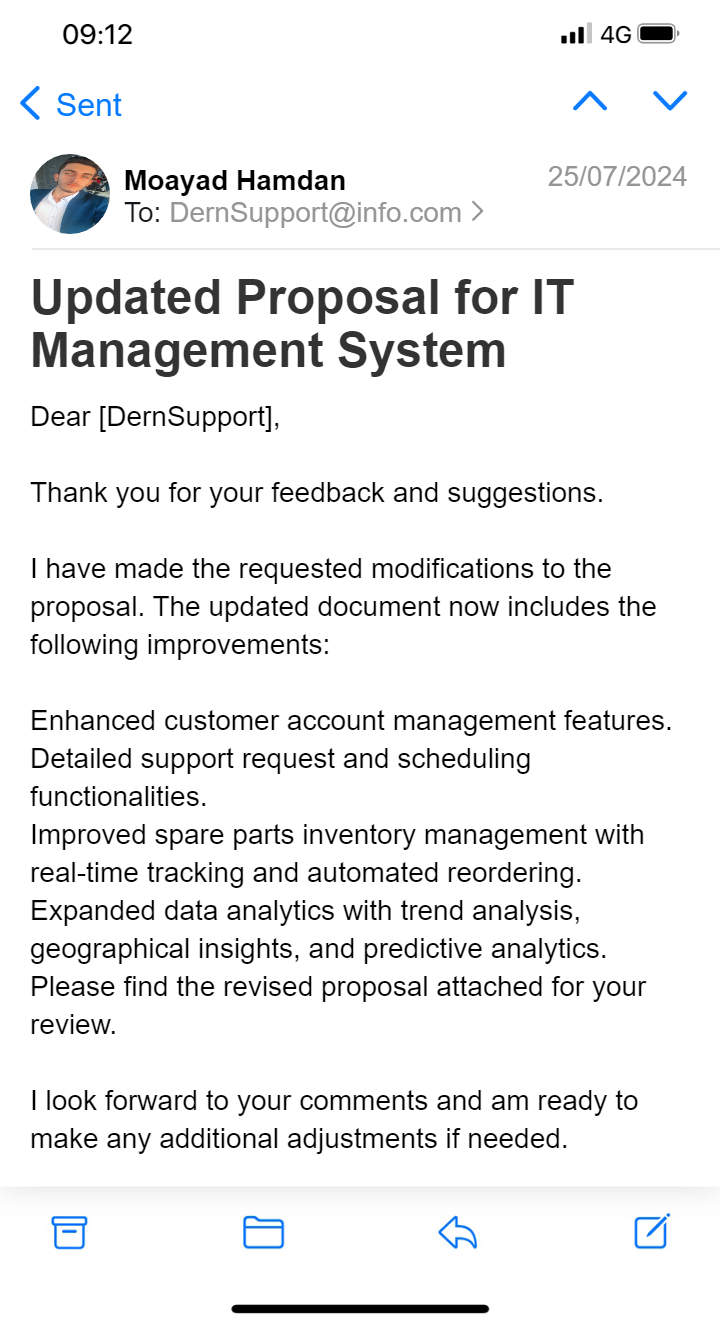 09:12
4G
Sent
Moayad Hamdan
25/07/2024
To: DernSupport@info.com
Updated Proposal for IT
Management System
Dear [DernSupport],
Thank you for your feedback and suggestions.
I have made the requested modifications to the
proposal. The updated document now includes the
following improvements:
Enhanced customer account management features.
Detailed support request and scheduling
functionalities.
Improved spare parts inventory management with
real-time tracking and automated reordering.
Expanded data analytics with trend analysis,
geographical insights, and predictive analytics.
Please find the revised proposal attached for your
review.
I look forward to your comments and am ready to
make any additional adjustments if needed.